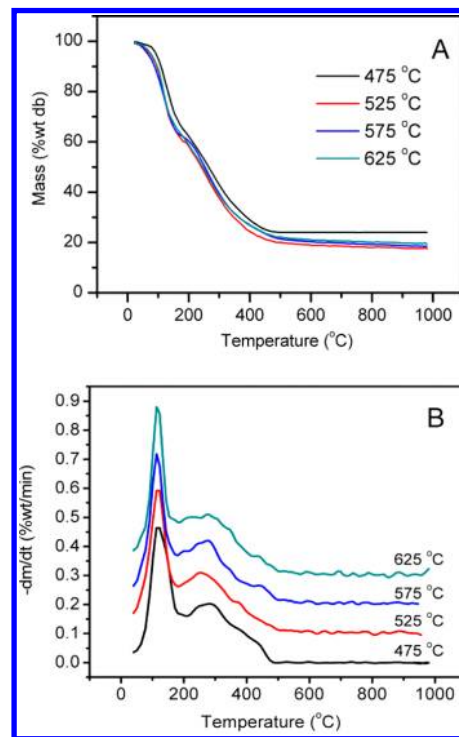 A
475 °C
525 °C
575 °C
625 °C
Mass (%wt db)
100
80
60
40
20
0
0 200 400 600 800 1000
Temperature (°C)
B
-dm/dt (%wt/min)
0.9
0.8
0.7
0.6
0.5
0.4
0.3
0.2
0.1
0.0
625 °C
575 °C
525 °C
475 °C
0 200 400 600 800 1000
Temperature (°C)